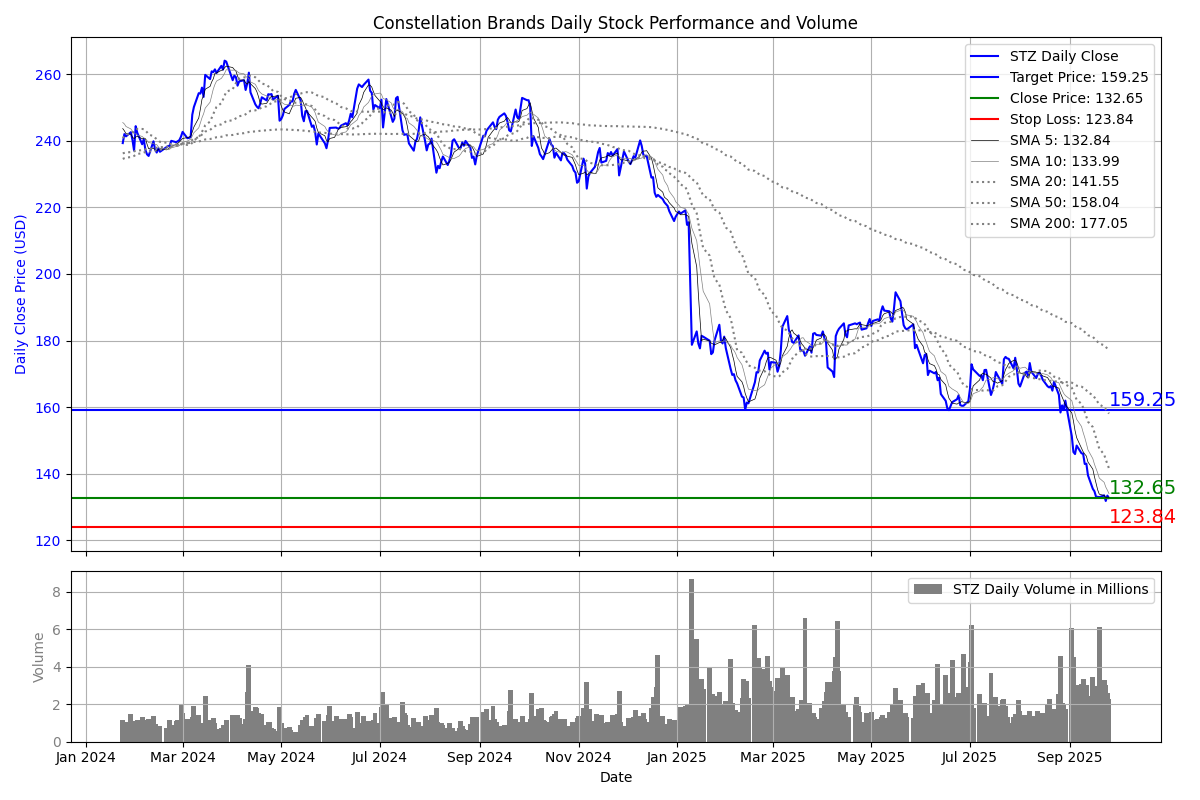 Constellation Brands Daily Stock Performance and Volume
Daily Close Price (USD)
260
240
220
200
180
160
140
120
STZ Daily Close
Target Price: 159.25
Close Price: 132.65
Stop Loss: 123.84
SMA 5: 132.84
SMA 10: 133.99
SMA 20: 141.55
SMA 50: 158.04
SMA 200: 177.05
159.25
132.65
123.84
Volume
8
6
4
2
0
STZ Daily Volume in Millions
Jan 2024 Mar 2024 May 2024 Jul 2024 Sep 2024 Nov 2024 Jan 2025 Mar 2025 May 2025 Jul 2025 Sep 2025
Date